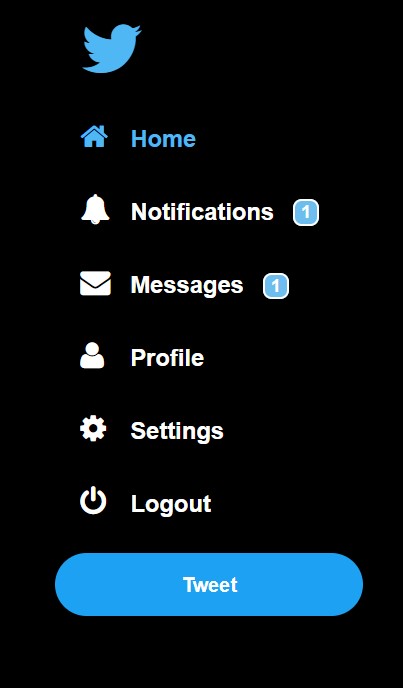 Home
Notifications 1
Messages 1
Profile
Settings
Logout
Tweet